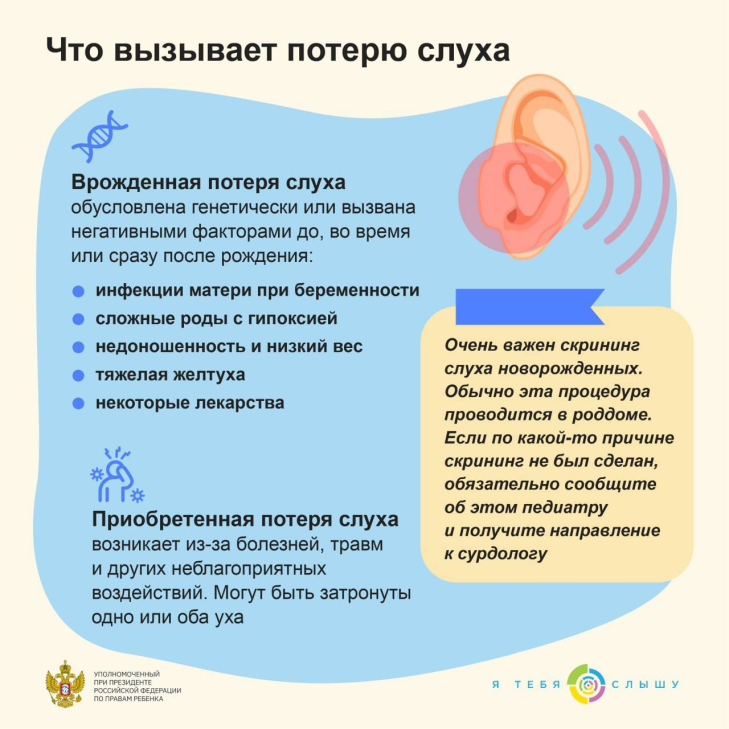 Что вызывает потерю слуха
Врожденная потеря слуха
обусловлена генетически или вызвана
негативными факторами до, во время
или сразу после рождения:
инфекции матери при беременности
сложные роды с гипоксией
недоношенность и низкий вес
тяжелая желтуха
некоторые лекарства
Очень важен скрининг
слуха новорожденных.
Обычно эта процедура
проводится в роддоме.
Если по какой-то причине
скрининг не был сделан,
обязательно сообщите
об этом педиатру
и получите направление
к сурдологу
Приобретенная потеря слуха
возникает из-за болезней, травм
и других неблагоприятных
воздействий. Могут быть затронуты
одно или оба уха
УПОЛНОМОЧЕННЫЙ
ПРИ ПРЕЗИДЕНТЕ
РОССИЙСКОЙ ФЕДЕРАЦИИ
ПО ПРАВАМ РЕБЕНКА
Я ТЕБЯ СЛЫШУ